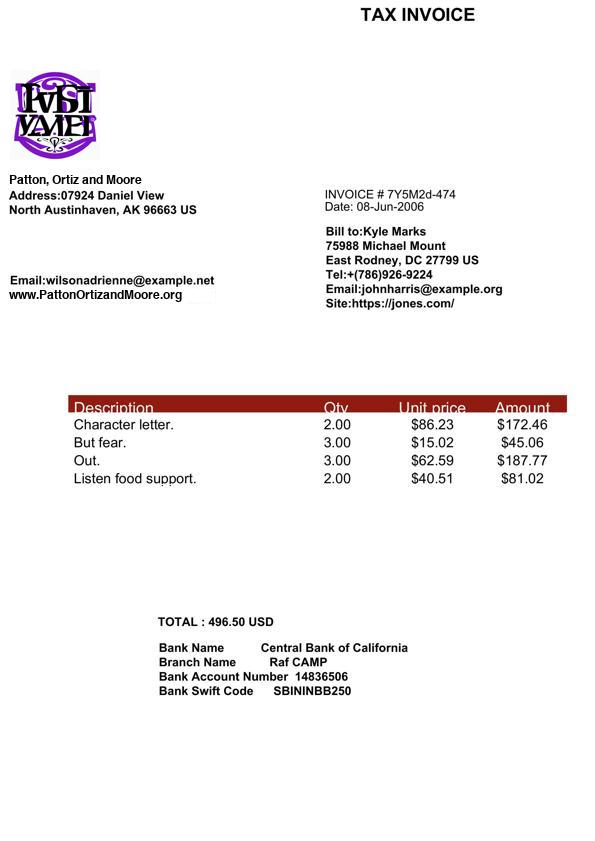 TAX INVOICE
Patton, Ortiz and Moore
Address:07924 Daniel View
North Austinhaven, AK 96663 US
Email:wilsonadrienne@example.net
www.PattonOrtizandMoore.org
INVOICE # 7Y5M2d-474
Date: 08-Jun-2006
Bill to:Kyle Marks
75988 Michael Mount
East Rodney, DC 27799 US
Tel:+(786)926-9224
Email:johnharris@example.org
Site:https://jones.com/
Description Qty Unit price Amount
Character letter. 2.00 $86.23 $172.46
But fear. 3.00 $15.02 $45.06
Out. 3.00 $62.59 $187.77
Listen food support. 2.00 $40.51 $81.02
TOTAL : 496.50 USD
Bank Name Central Bank of California
Branch Name Raf CAMP
Bank Account Number 14836506
Bank Swift Code SBININBB250